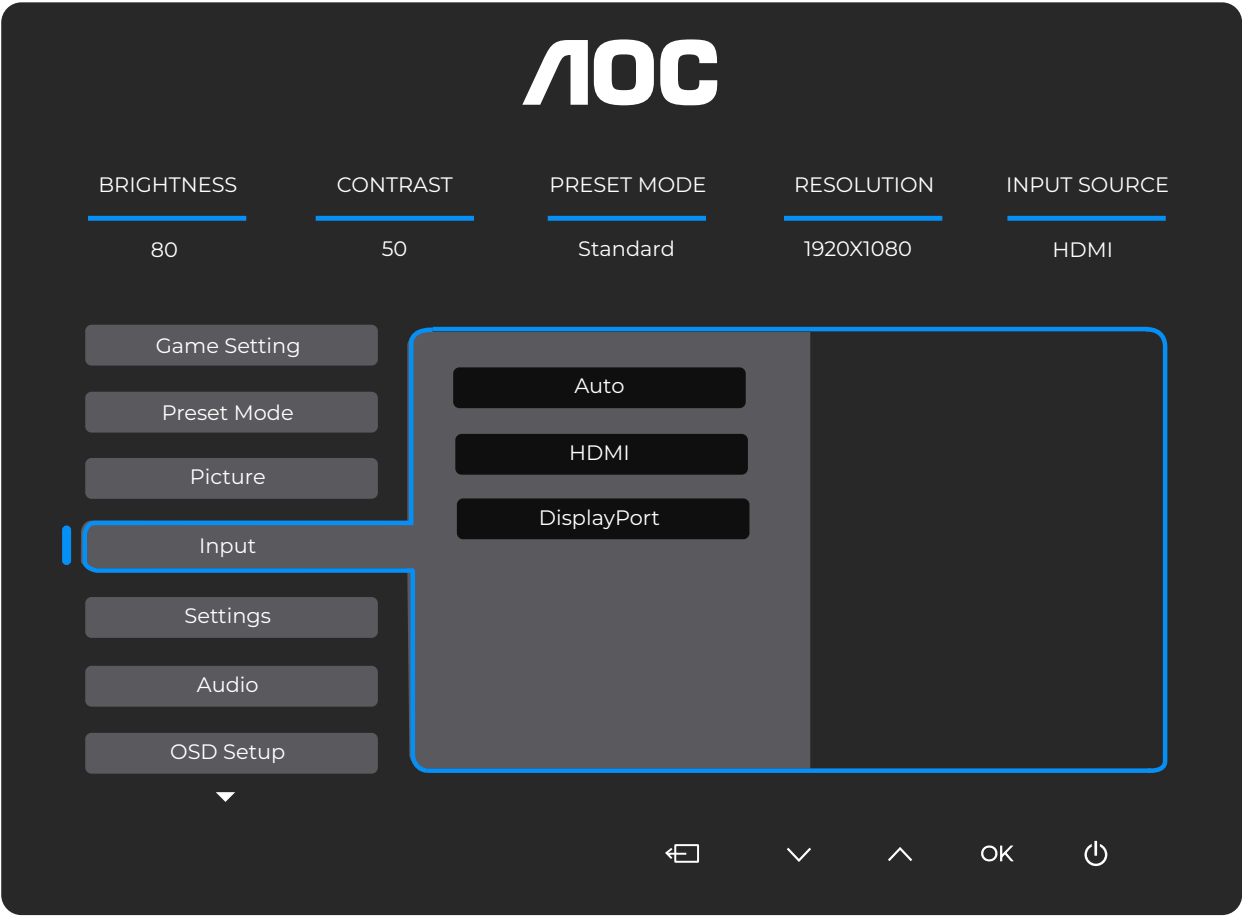 AOC
BRIGHTNESS CONTRAST PRESET MODE RESOLUTION INPUT SOURCE
80 50 Standard 1920X1080 HDMI
Game Setting
Preset Mode
Picture
Input
Settings
Audio
OSD Setup
Auto
HDMI
DisplayPort
OK